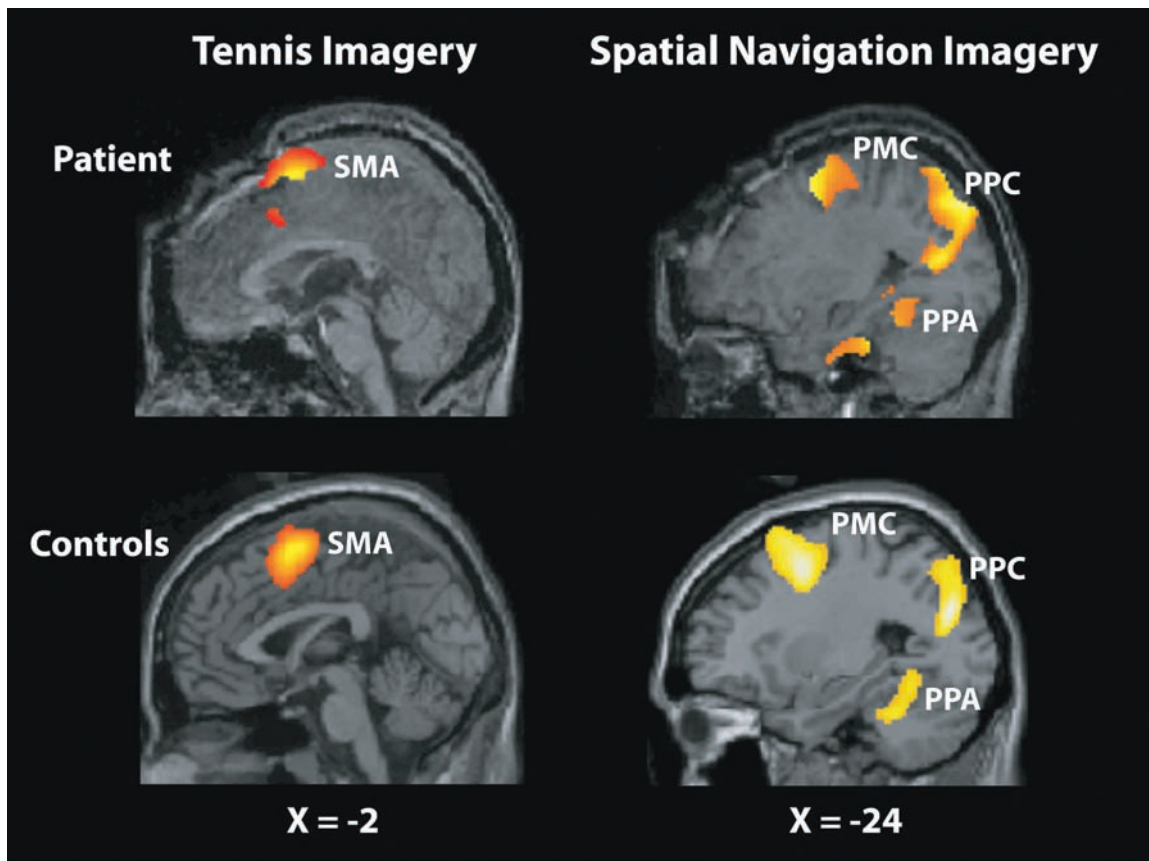 Tennis Imagery
Spatial Navigation Imagery
Patient
SMA
PMC
PPC
PPA
Controls
SMA
PMC
PPC
PPA
X = -2
X = -24